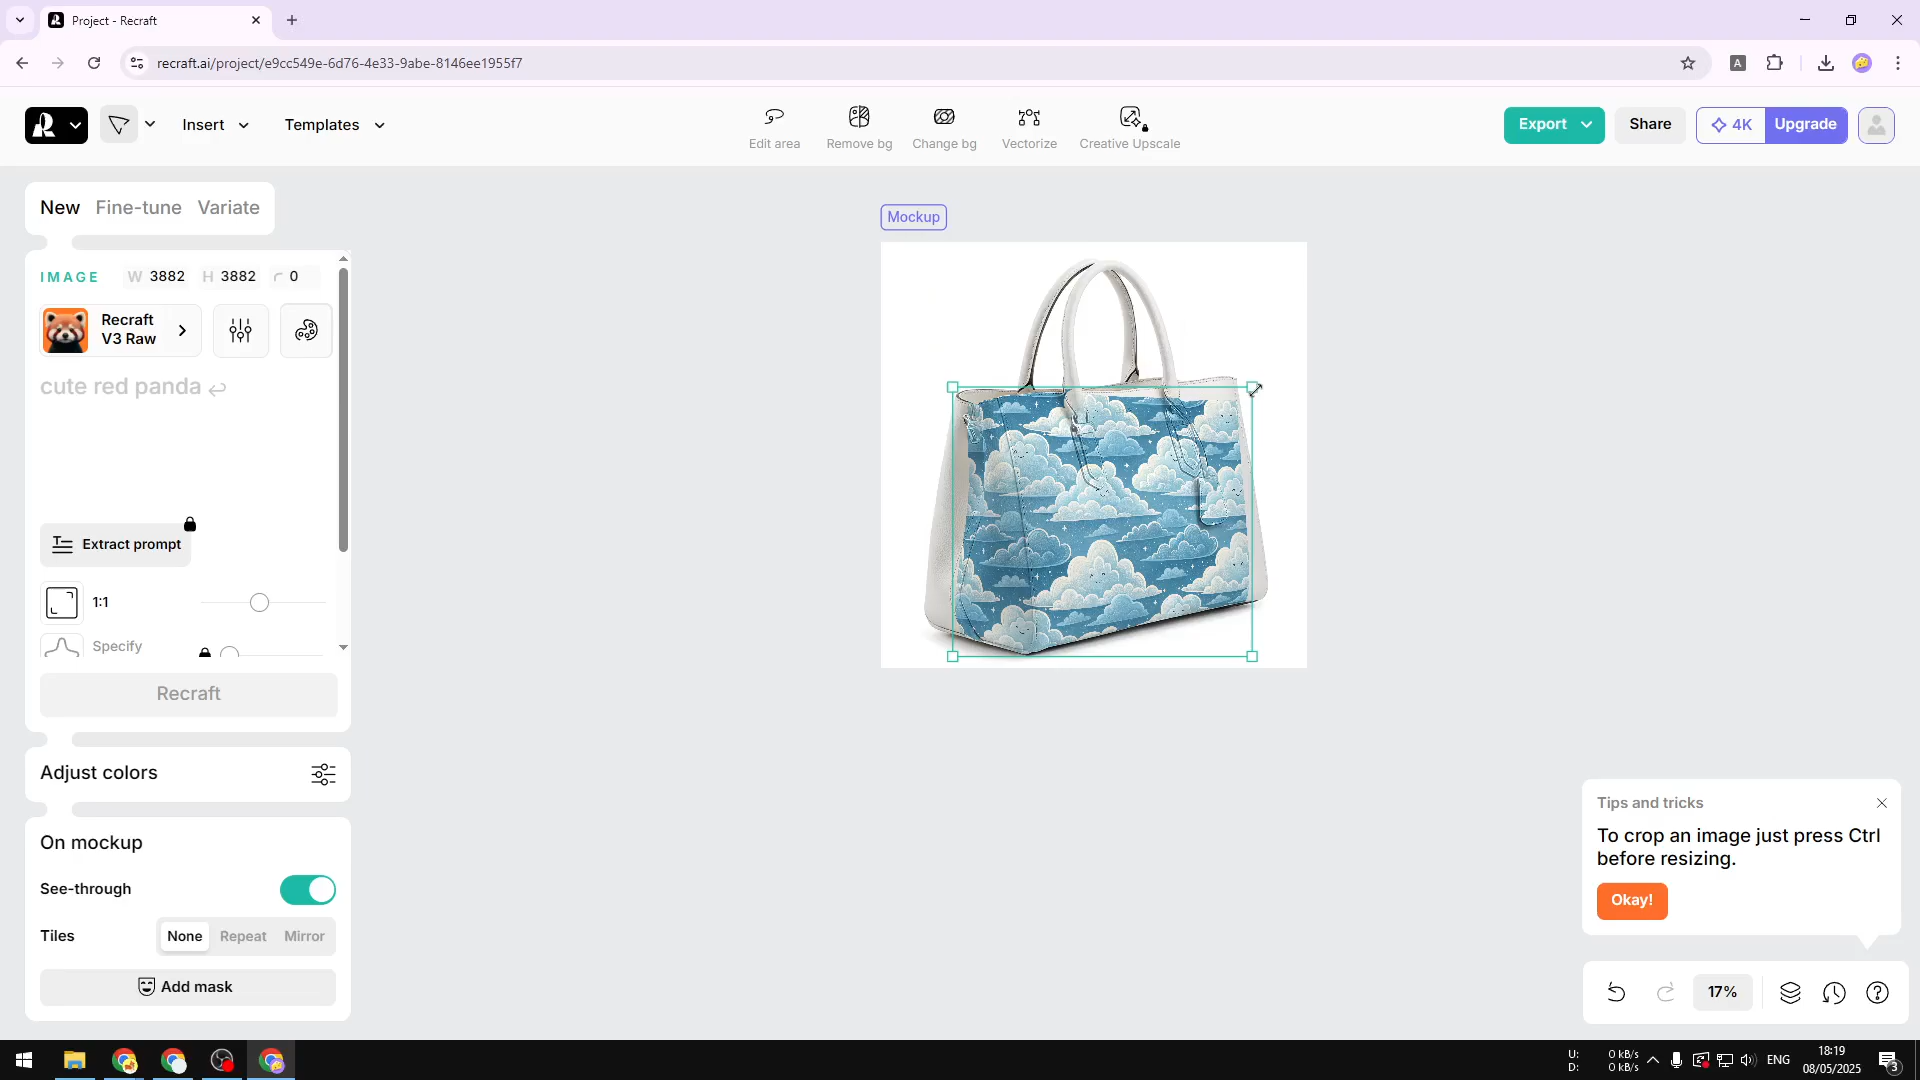 Project - Recraft
recraft.ai/project/e9cc549e-6d76-4e33-9abe-8146ee1955f7
A
Insert
Templates
Edit area
Remove bg
Change bg
Vectorize
Creative Upscale
Export
Share
4K
Upgrade
New Fine-tune Variate
Mockup
IMAGE W 3882 H 3882 0
Recraft
V3 Raw
cute red panda
Extract prompt
1:1
Specify
Recraft
Adjust colors
On mockup
See-through
Tiles None Repeat Mirror
Add mask
Tips and tricks
To crop an image just press Ctrl
before resizing.
Okay!
17%
U: 0 kB/s
D: 0 kB/s
ENG
18:19
08/05/2025
3